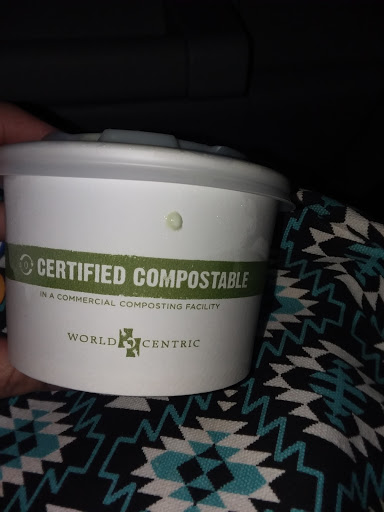 CERTIFIED COMPOSTABLE
IN A COMMERCIAL COMPOSTING FACILITY
WORLD CENTRIC